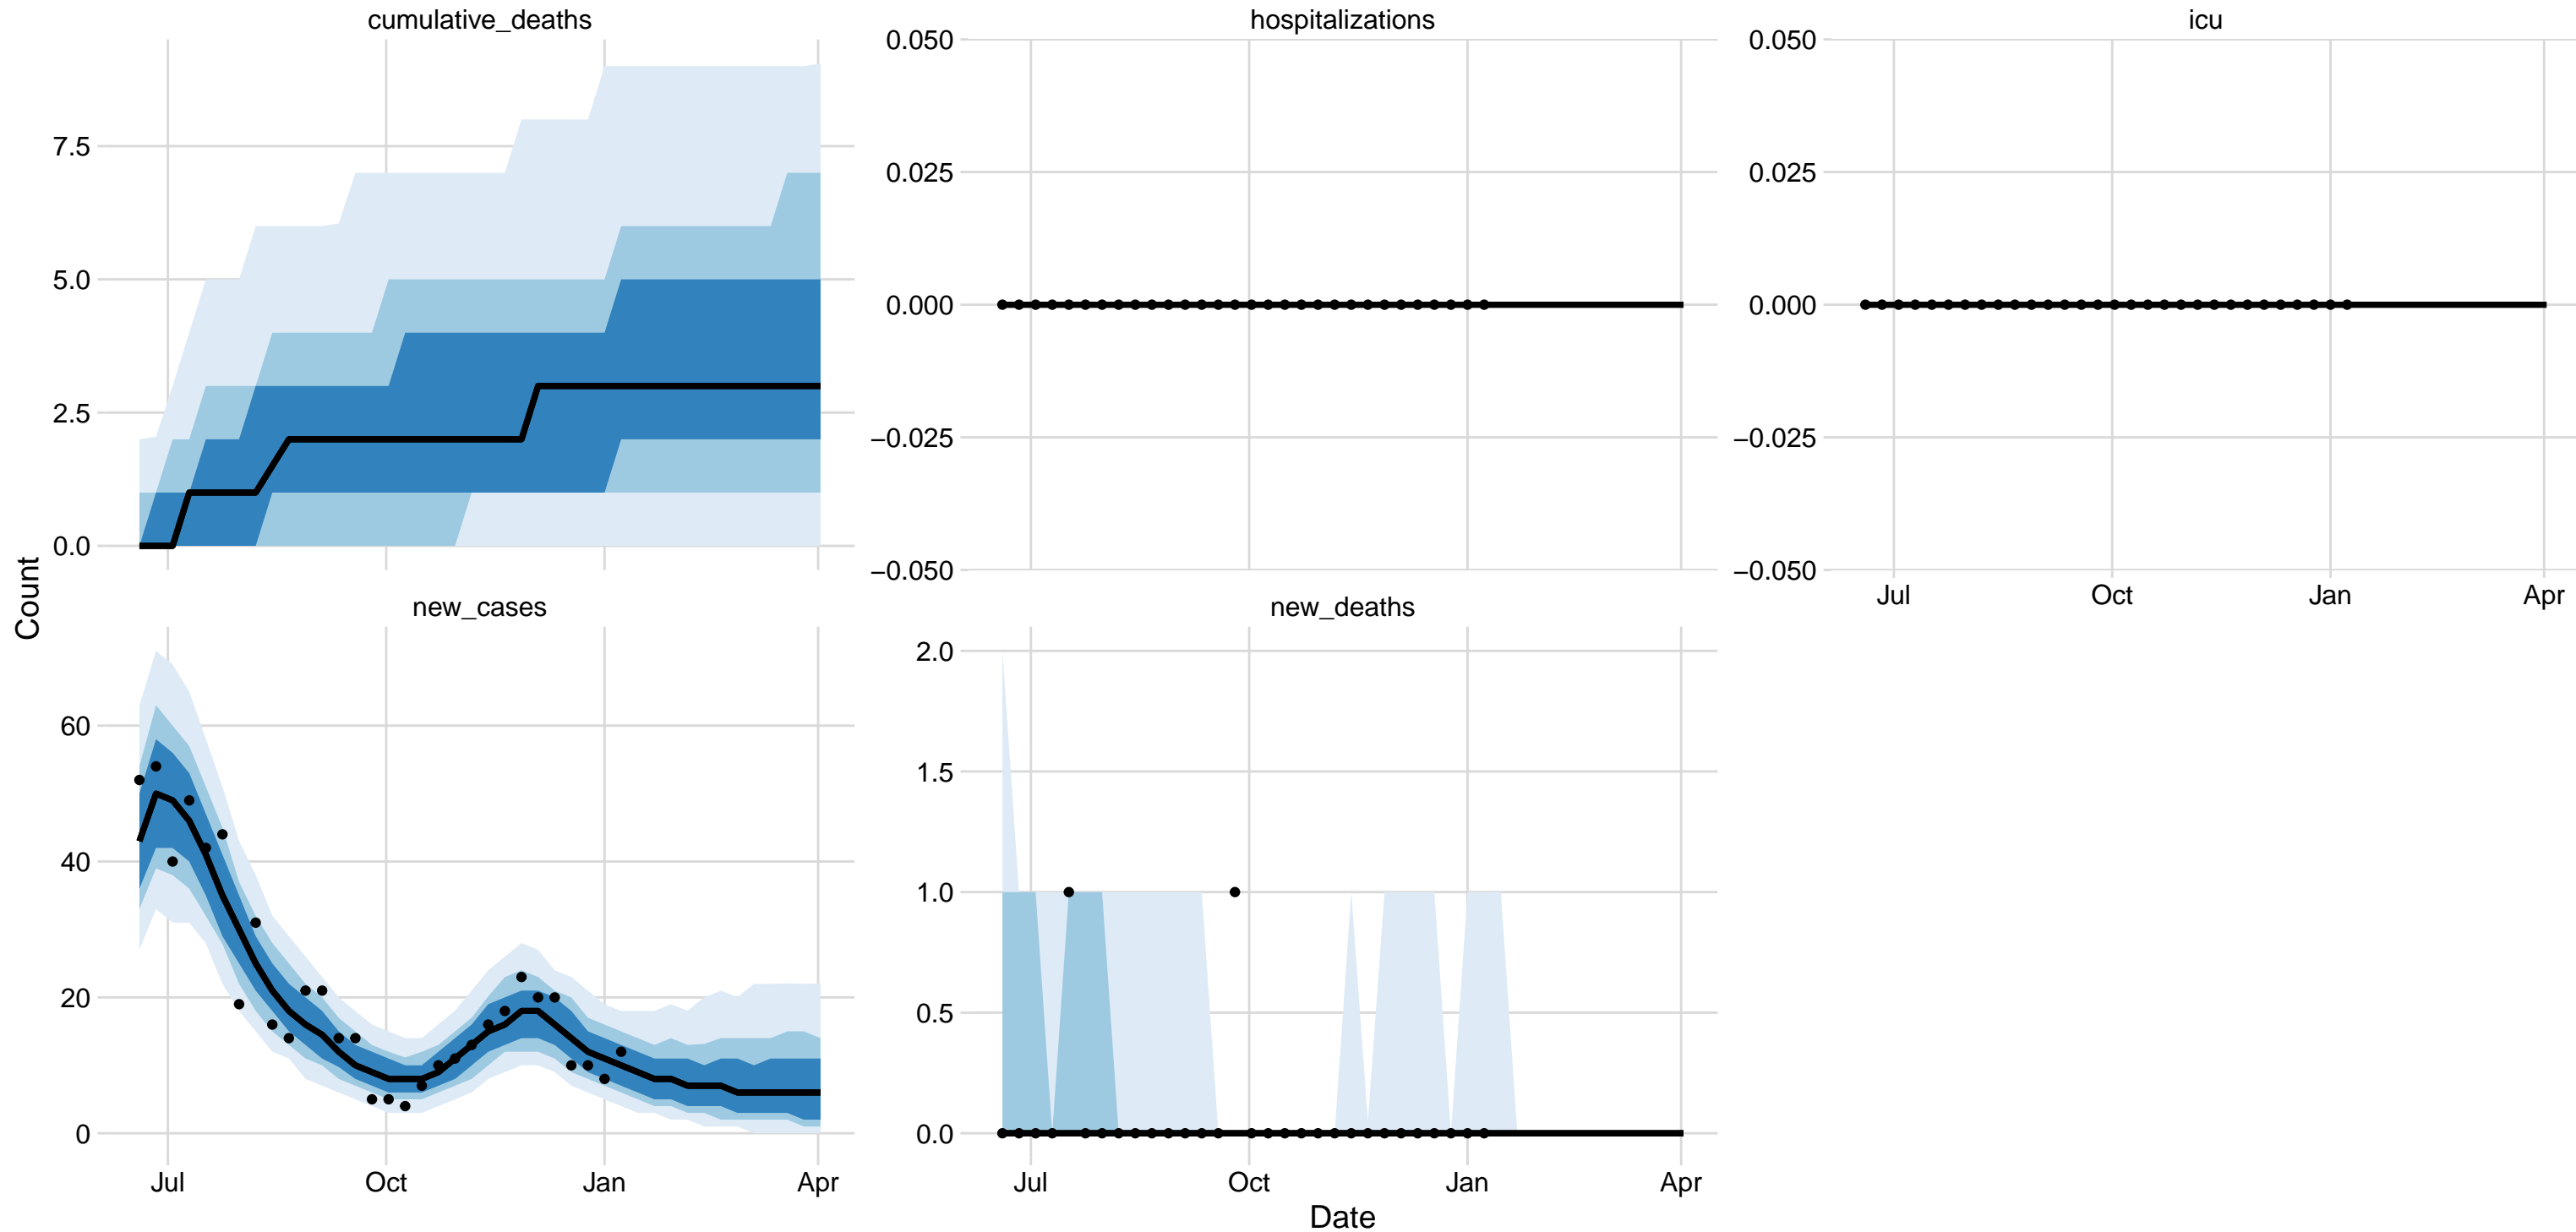 cumulative_deaths
7.5
5.0
2.5
0.0
hospitalizations
0.050
0.025
0.000
−0.025
−0.050
icu
0.050
0.025
0.000
−0.025
−0.050
Jul Oct Jan Apr
Count
new_cases
60
40
20
0
Jul Oct Jan Apr
new_deaths
2.0
1.5
1.0
0.5
0.0
Jul Oct Jan Apr
Date